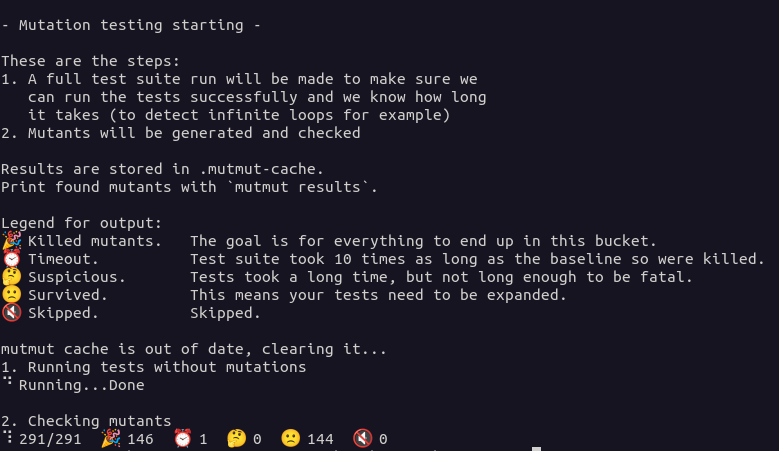 - Mutation testing starting -
These are the steps:
1. A full test suite run will be made to make sure we
can run the tests successfully and we know how long
it takes (to detect infinite loops for example)
2. Mutants will be generated and checked
Results are stored in .mutmut-cache.
Print found mutants with `mutmut results`.
Legend for output:
🎉 Killed mutants.   The goal is for everything to end up in this bucket.
⏰ Timeout.          Test suite took 10 times as long as the baseline so were killed.
🤔 Suspicious.       Tests took a long time, but not long enough to be fatal.
🙁 Survived.         This means your tests need to be expanded.
🔇 Skipped.          Skipped.
mutmut cache is out of date, clearing it...
1. Running tests without mutations
⠙ Running...Done
2. Checking mutants
⠹ 291/291  🎉 146  ⏰ 1  🤔 0  🙁 144  🔇 0